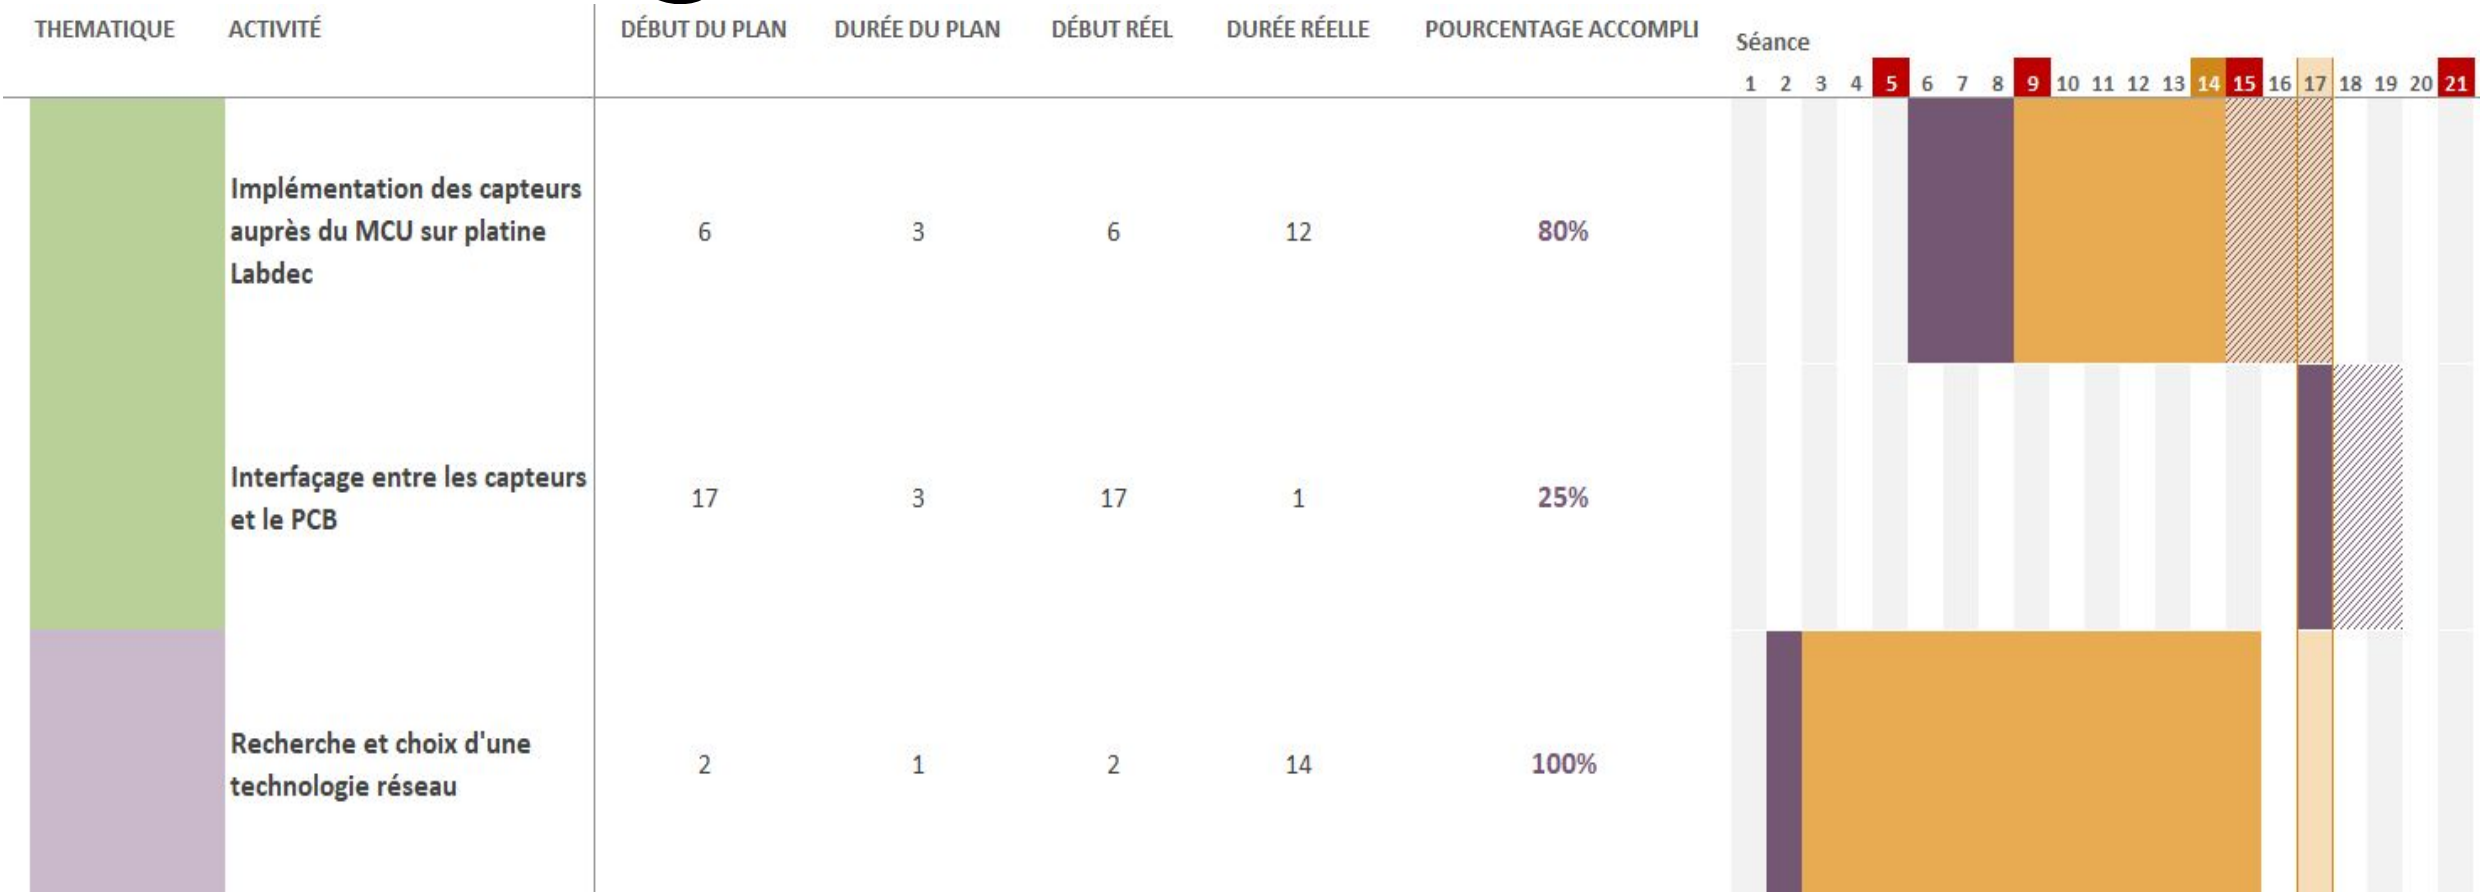 THEMATIQUE ACTIVITÉ DÉBUT DU PLAN DURÉE DU PLAN DÉBUT RÉEL DURÉE RÉELLE POURCENTAGE ACCOMPLI
Séance
1 2 3 4 5 6 7 8 9 10 11 12 13 14 15 16 17 18 19 20 21
Implémentation des capteurs
auprès du MCU sur platine
Labdec
6 3 6 12 80%
Interfaçage entre les capteurs
et le PCB
17 3 17 1 25%
Recherche et choix d'une
technologie réseau
2 1 2 14 100%